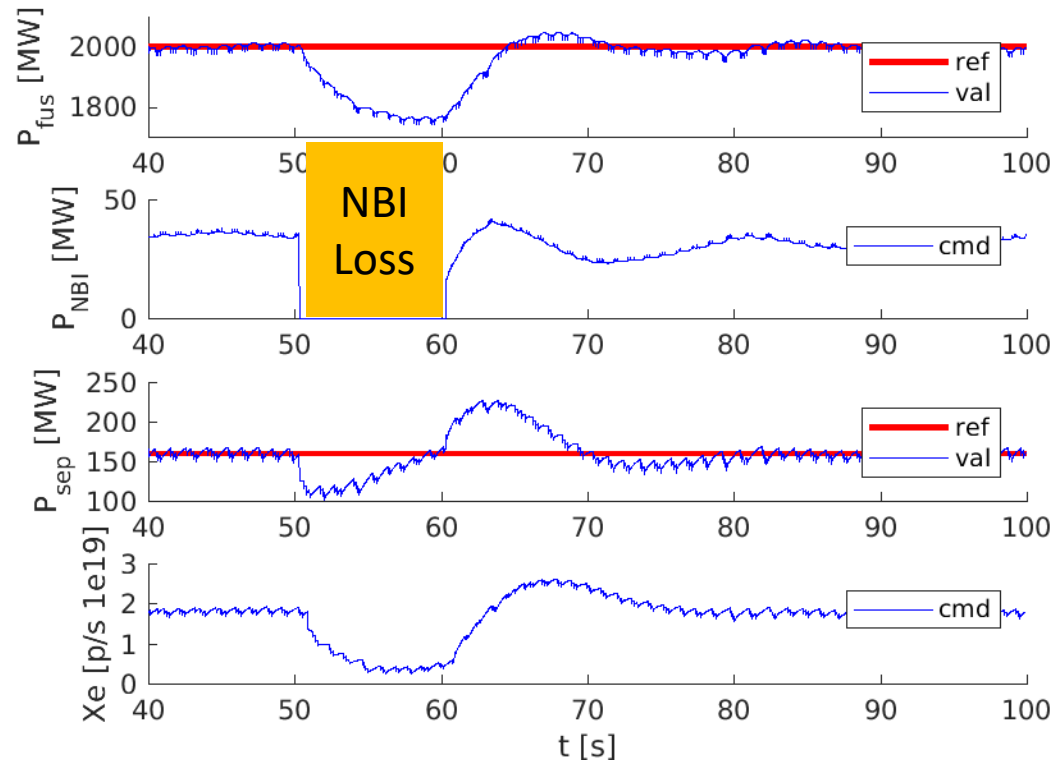 P_fus [MW]
2000
1800
ref
val
40 50 60 70 80 90 100
NBI
Loss
P_NBI [MW]
50
0
cmd
40 50 60 70 80 90 100
P_sep [MW]
250
200
150
100
ref
val
40 50 60 70 80 90 100
Xe [p/s 1e19]
3
2
1
0
cmd
40 50 60 70 80 90 100
t [s]